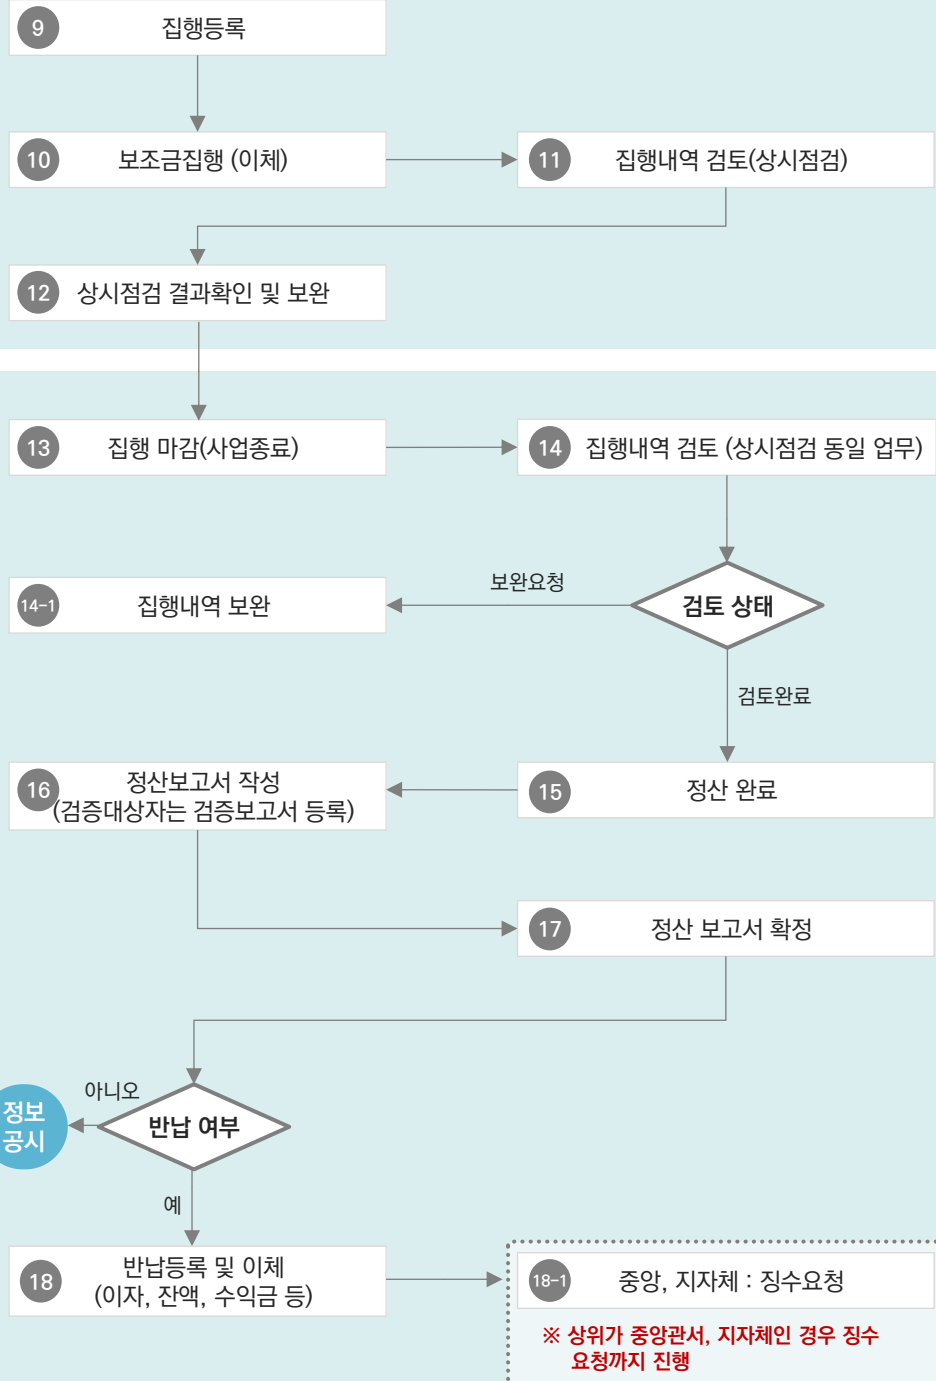 9 집행등록
10 보조금집행 (이체)
11 집행내역 검토(상시점검)
12 상시점검 결과확인 및 보완
13 집행 마감(사업종료)
14 집행내역 검토 (상시점검 동일 업무)
보완요청
14-1 집행내역 보완
검토 상태
검토완료
16 정산보고서 작성
(검증대상자는 검증보고서 등록)
15 정산 완료
17 정산 보고서 확정
아니오
정보
공시
반납 여부
예
18 반납등록 및 이체
(이자, 잔액, 수익금 등)
18-1 중앙, 지자체 : 징수요청
※ 상위가 중앙관서, 지자체인 경우 징수
요청까지 진행